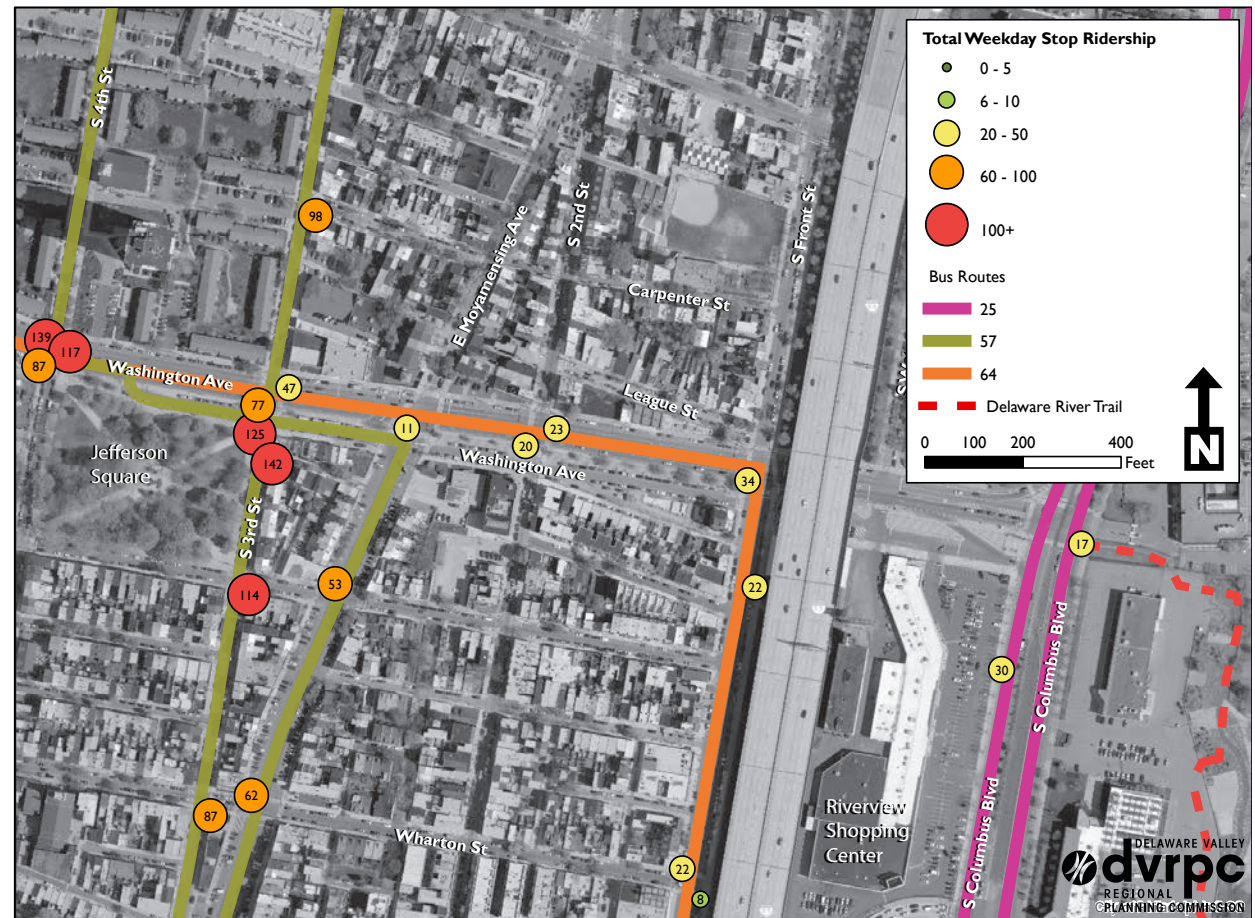 Total Weekday Stop Ridership
0 - 5
6 - 10
20 - 50
60 - 100
100+
Bus Routes
25
57
64
Delaware River Trail
0 100 200 400
Feet
N
S 4th St
98
S 2nd St
E Moyamensing Ave
S Front St
Carpenter St
139
117
87
Washington Ave
47
77
League St
11
23
20
125
142
Washington Ave
34
Jefferson
Square
S 3rd St
17
53
22
114
S Columbus Blvd
30
62
87
Riverview
Shopping
Center
Wharton St
S Columbus Blvd
22
8
DELAWARE VALLEY
dvrpc
REGIONAL
PLANNING COMMISSION